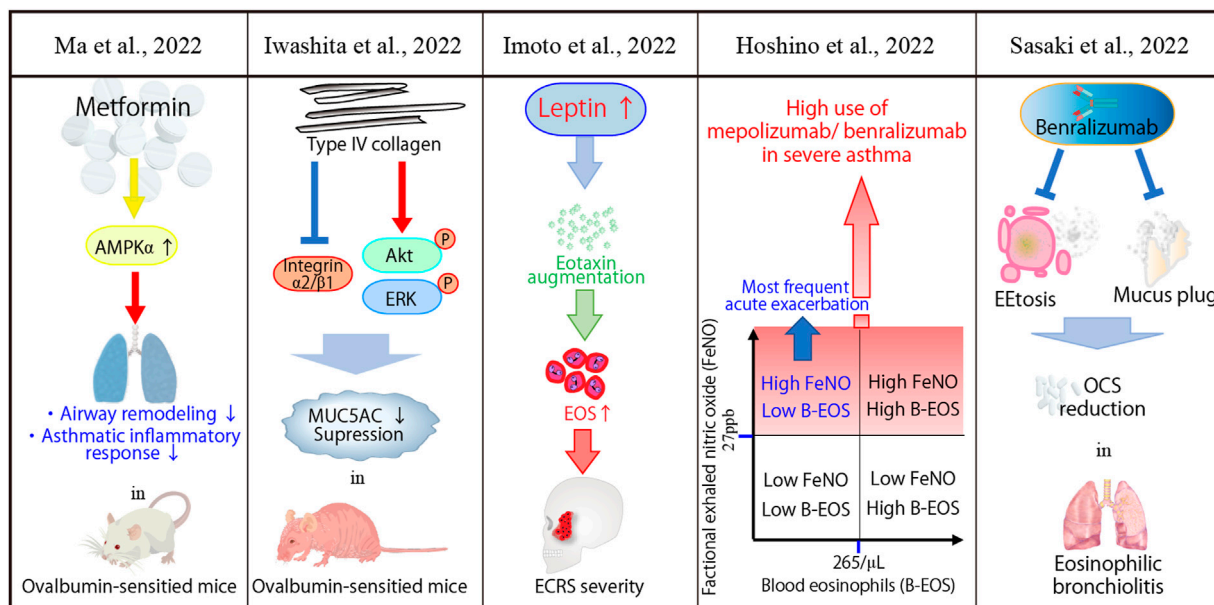 Ma et al., 2022
Metformin
AMPKα ↑
・Airway remodeling ↓
・Asthmatic inflammatory
response ↓
in
Ovalbumin-sensitied mice
Iwashita et al., 2022
Type IV collagen
Integrin
α2/β1
Akt
P
ERK
P
MUC5AC ↓
Supression
in
Ovalbumin-sensitied mice
Imoto et al., 2022
Leptin ↑
Eotaxin
augmentation
EOS ↑
ECRS severity
Hoshino et al., 2022
High use of
mepolizumab/ benralizumab
in severe asthma
Most frequent
acute exacerbation
Factional exhaled nitric oxide (FeNO)
27ppb
High FeNO
Low B-EOS
High FeNO
High B-EOS
Low FeNO
Low B-EOS
Low FeNO
High B-EOS
265/μL
Blood eosinophils (B-EOS)
Sasaki et al., 2022
Benralizumab
EEtosis
Mucus plug
OCS
reduction
in
Eosinophilic
bronchiolitis